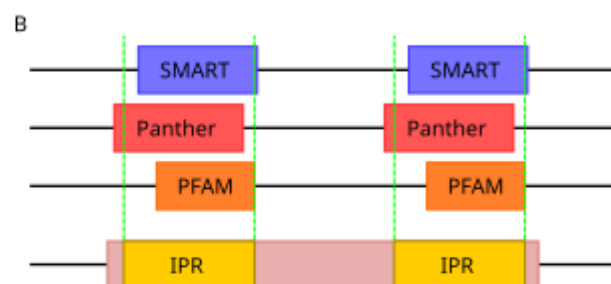 B
SMART SMART
Panther Panther
PFAM PFAM
IPR IPR